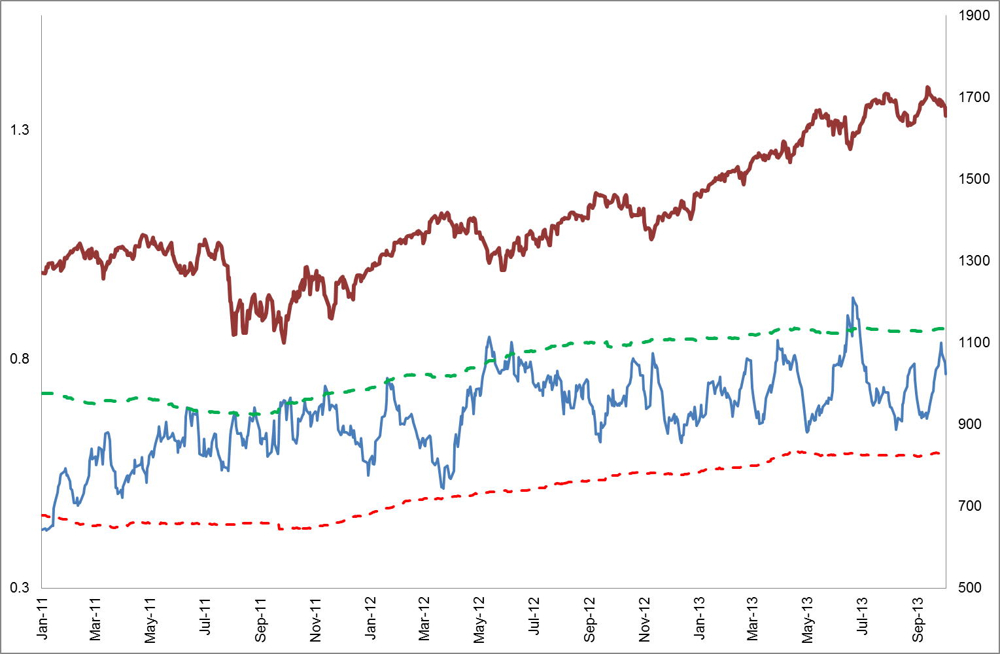 1900
1700
1.3
1500
1300
1100
0.8
900
700
0.3
500
Jan-11
Mar-11
May-11
Jul-11
Sep-11
Nov-11
Jan-12
Mar-12
May-12
Jul-12
Sep-12
Nov-12
Jan-13
Mar-13
May-13
Jul-13
Sep-13